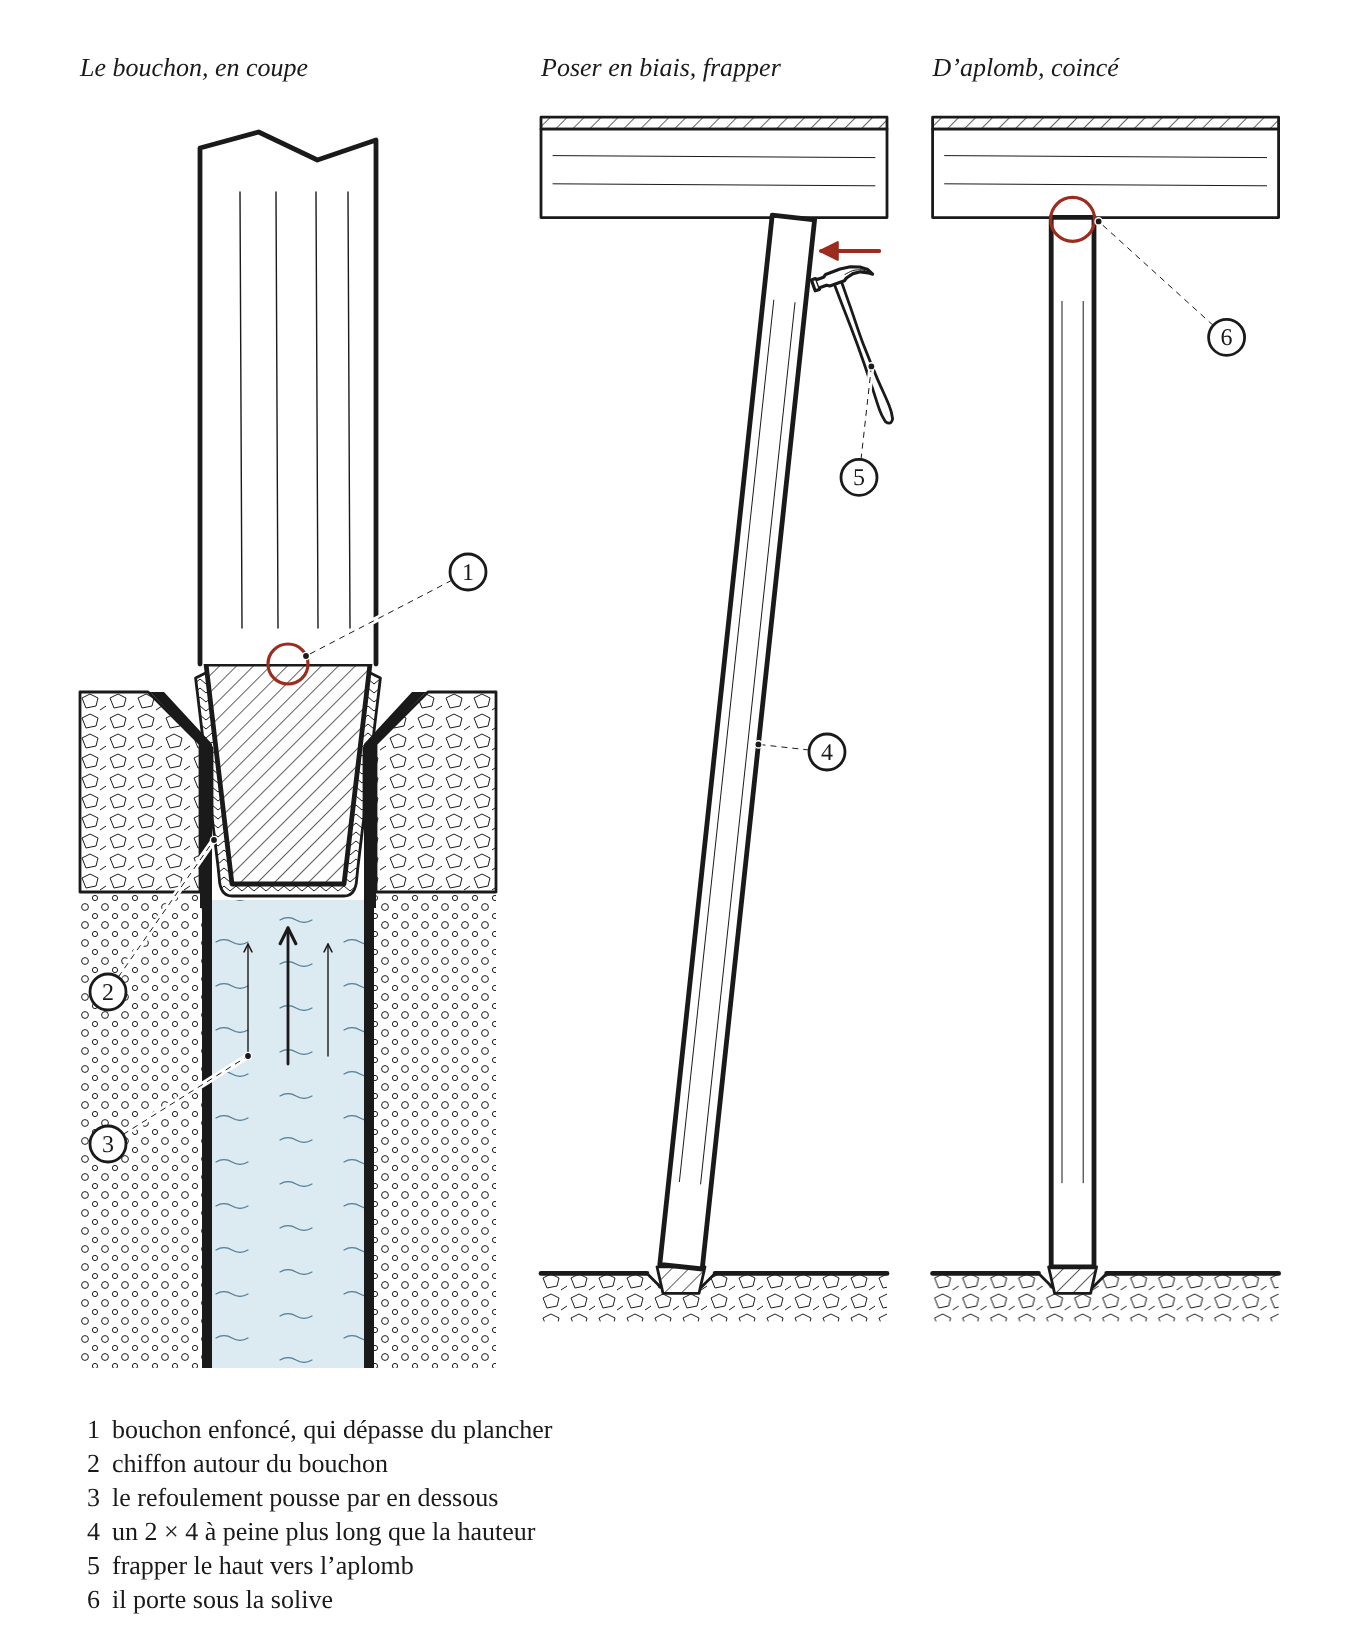 Le bouchon, en coupe
Poser en biais, frapper
D’aplomb, coincé
1
2
3
4
5
6
1 bouchon enfoncé, qui dépasse du plancher
2 chiffon autour du bouchon
3 le refoulement pousse par en dessous
4 un 2 × 4 à peine plus long que la hauteur
5 frapper le haut vers l’aplomb
6 il porte sous la solive